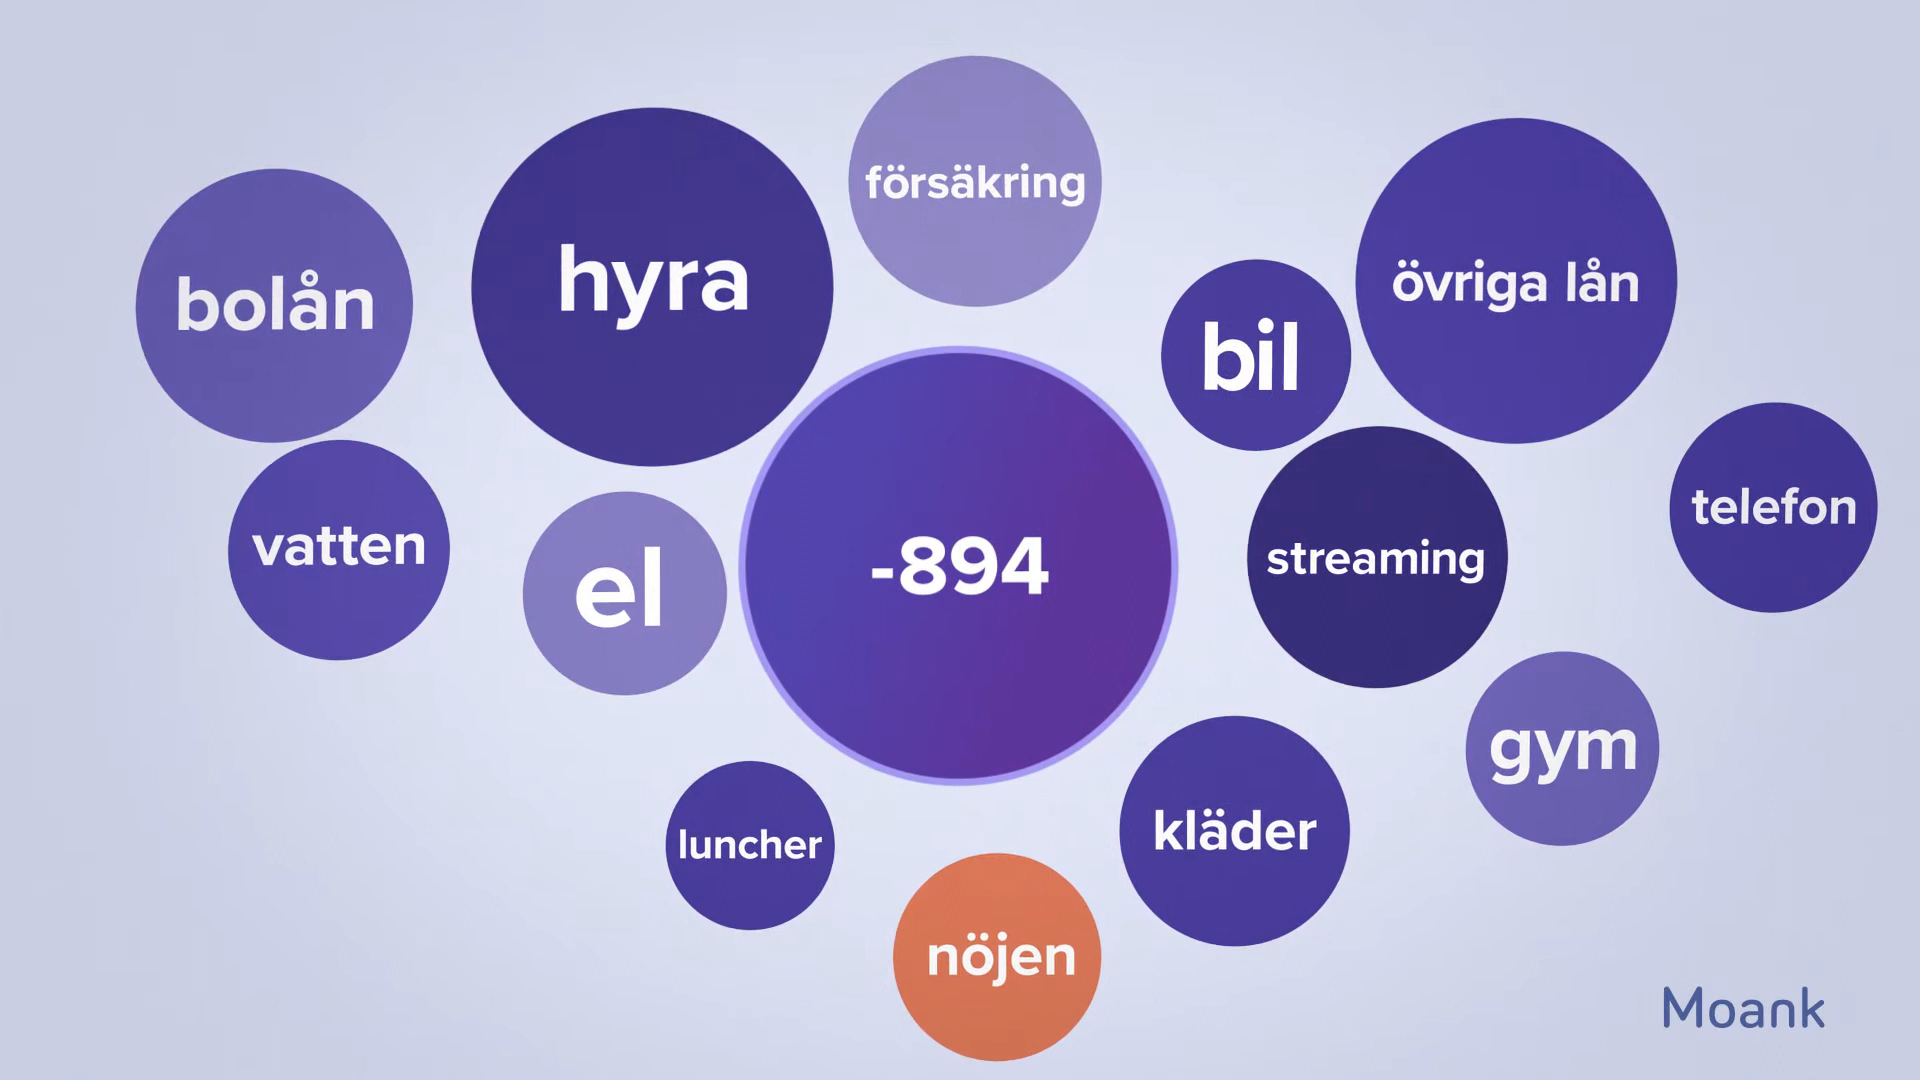 försäkring
hyra
övriga lån
bolån
bil
telefon
vatten
streaming
-894
el
gym
kläder
luncher
nöjen
Moank